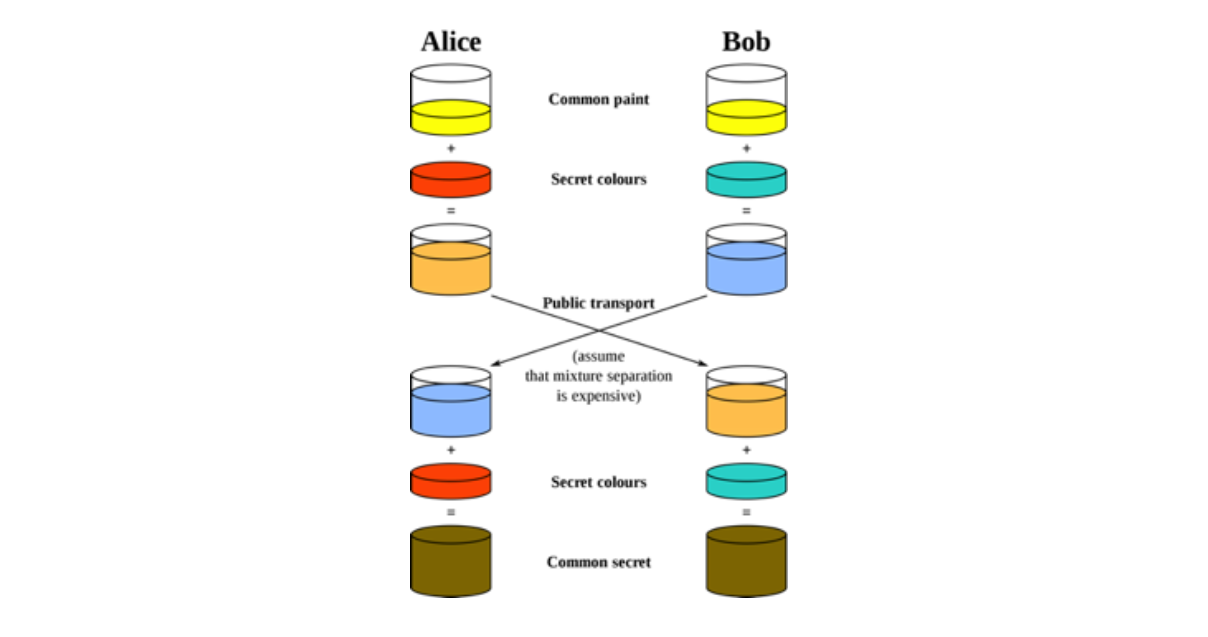 Alice
Bob
Common paint
+
+
Secret colours
=
=
Public transport
(assume
that mixture separation
is expensive)
+
+
Secret colours
=
=
Common secret